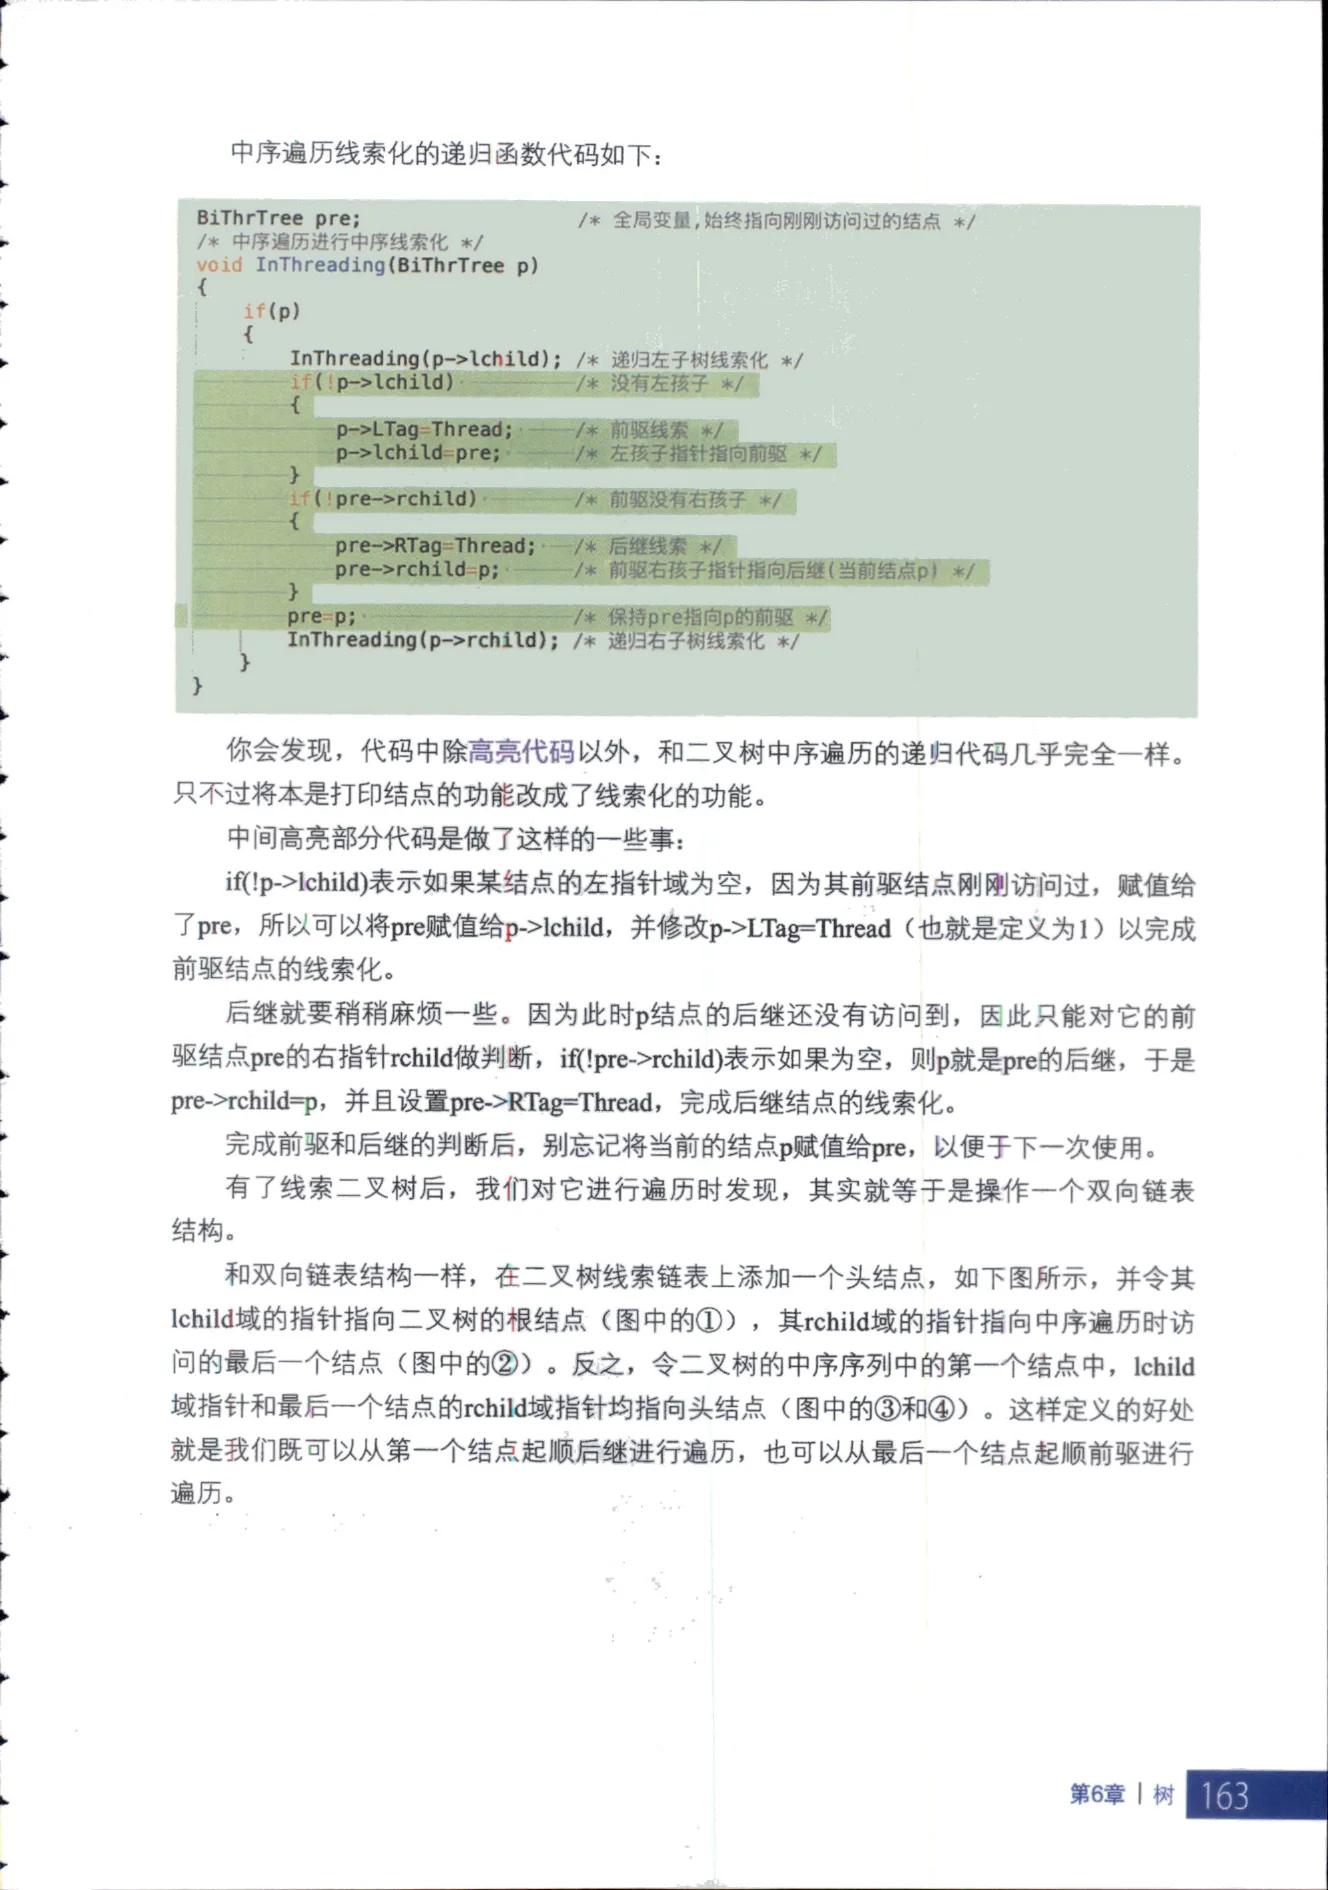 中序遍历线索化的递归函数代码如下：
BiThrTree pre; /* 全局变量,始终指向刚刚访问过的结点 */
/* 中序遍历进行中序线索化 */
void InThreading(BiThrTree p)
{
if(p)
{
InThreading(p->lchild); /* 递归左子树线索化 */
if(!p->lchild) /* 没有左孩子 */
{
p->LTag=Thread; /* 前驱线索 */
p->lchild=pre; /* 左孩子指针指向前驱 */
}
if(!pre->rchild) /* 前驱没有右孩子 */
{
pre->RTag=Thread; /* 后继线索 */
pre->rchild=p; /* 前驱右孩子指针指向后继(当前结点p) */
}
pre=p; /* 保持pre指向p的前驱 */
InThreading(p->rchild); /* 递归右子树线索化 */
}
}
你会发现，代码中除高亮代码以外，和二叉树中序遍历的递归代码几乎完全一样。
只不过将本是打印结点的功能改成了线索化的功能。
中间高亮部分代码是做了这样的一些事：
if(!p->lchild)表示如果某结点的左指针域为空，因为其前驱结点刚刚访问过，赋值给
了pre，所以可以将pre赋值给p->lchild，并修改p->LTag=Thread（也就是定义为1）以完成
前驱结点的线索化。
后继就要稍稍麻烦一些。因为此时p结点的后继还没有访问到，因此只能对它的前
驱结点pre的右指针rchild做判断，if(!pre->rchild)表示如果为空，则p就是pre的后继，于是
pre->rchild=p，并且设置pre->RTag=Thread，完成后继结点的线索化。
完成前驱和后继的判断后，别忘记将当前的结点p赋值给pre，以便于下一次使用。
有了线索二叉树后，我们对它进行遍历时发现，其实就等于是操作一个双向链表
结构。
和双向链表结构一样，在二叉树线索链表上添加一个头结点，如下图所示，并令其
lchild域的指针指向二叉树的根结点（图中的①），其rchild域的指针指向中序遍历时访
问的最后一个结点（图中的②）。反之，令二叉树的中序序列中的第一个结点中，lchild
域指针和最后一个结点的rchild域指针均指向头结点（图中的③和④）。这样定义的好处
就是我们既可以从第一个结点起顺后继进行遍历，也可以从最后一个结点起顺前驱进行
遍历。
第6章 | 树 163